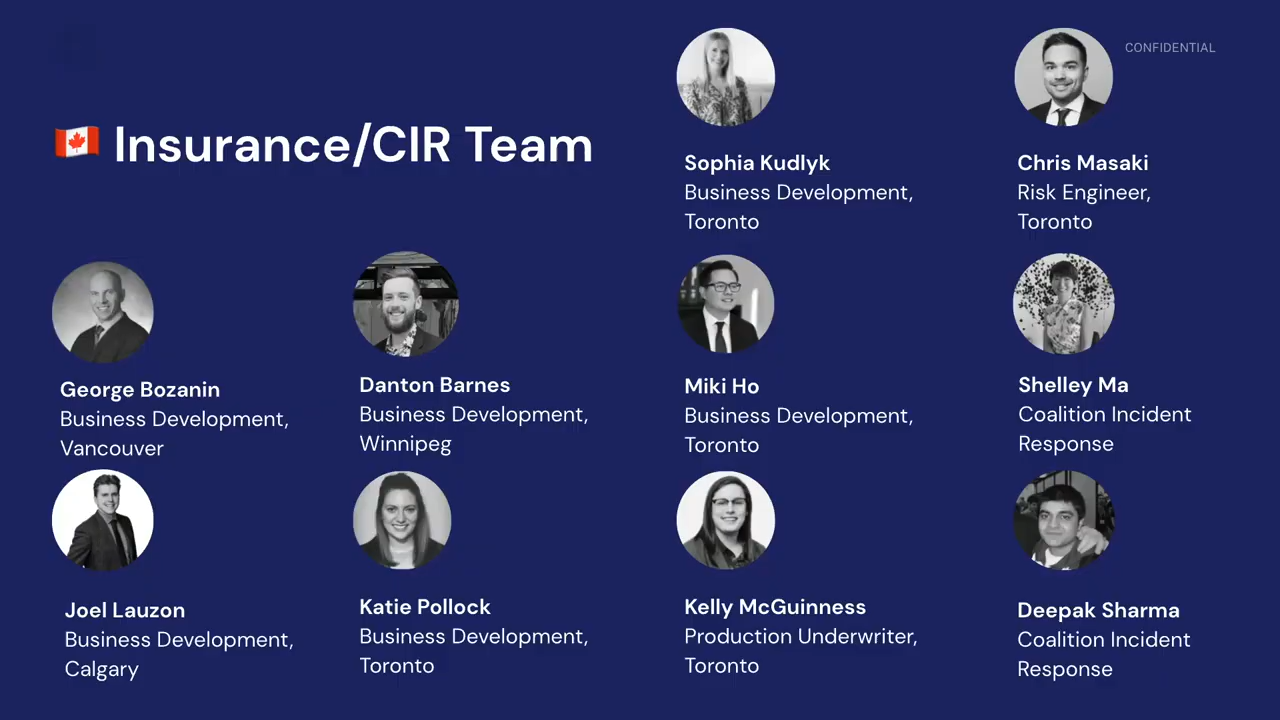 CONFIDENTIAL
🇨🇦 Insurance/CIR Team
Sophia Kudlyk
Business Development,
Toronto
Chris Masaki
Risk Engineer,
Toronto
George Bozanin
Business Development,
Vancouver
Danton Barnes
Business Development,
Winnipeg
Miki Ho
Business Development,
Toronto
Shelley Ma
Coalition Incident
Response
Joel Lauzon
Business Development,
Calgary
Katie Pollock
Business Development,
Toronto
Kelly McGuinness
Production Underwriter,
Toronto
Deepak Sharma
Coalition Incident
Response